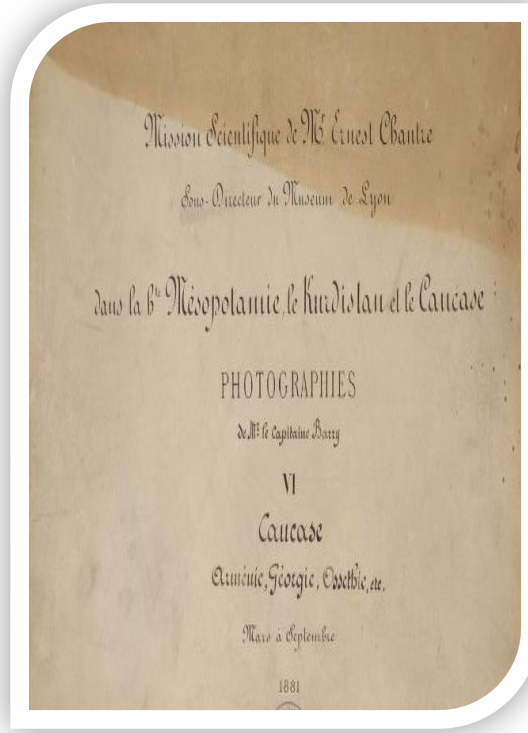 Mission Scientifique de Mr Ernest Chantre
Sous-Directeur du Museum de Lyon
dans la hte Mésopotamie, le Kurdistan et le Caucase
PHOTOGRAPHIES
de Mr le Capitaine Barry
VI
Caucase
Arménie, Géorgie, Ossethie, etc.
Mars à Septembre
1881